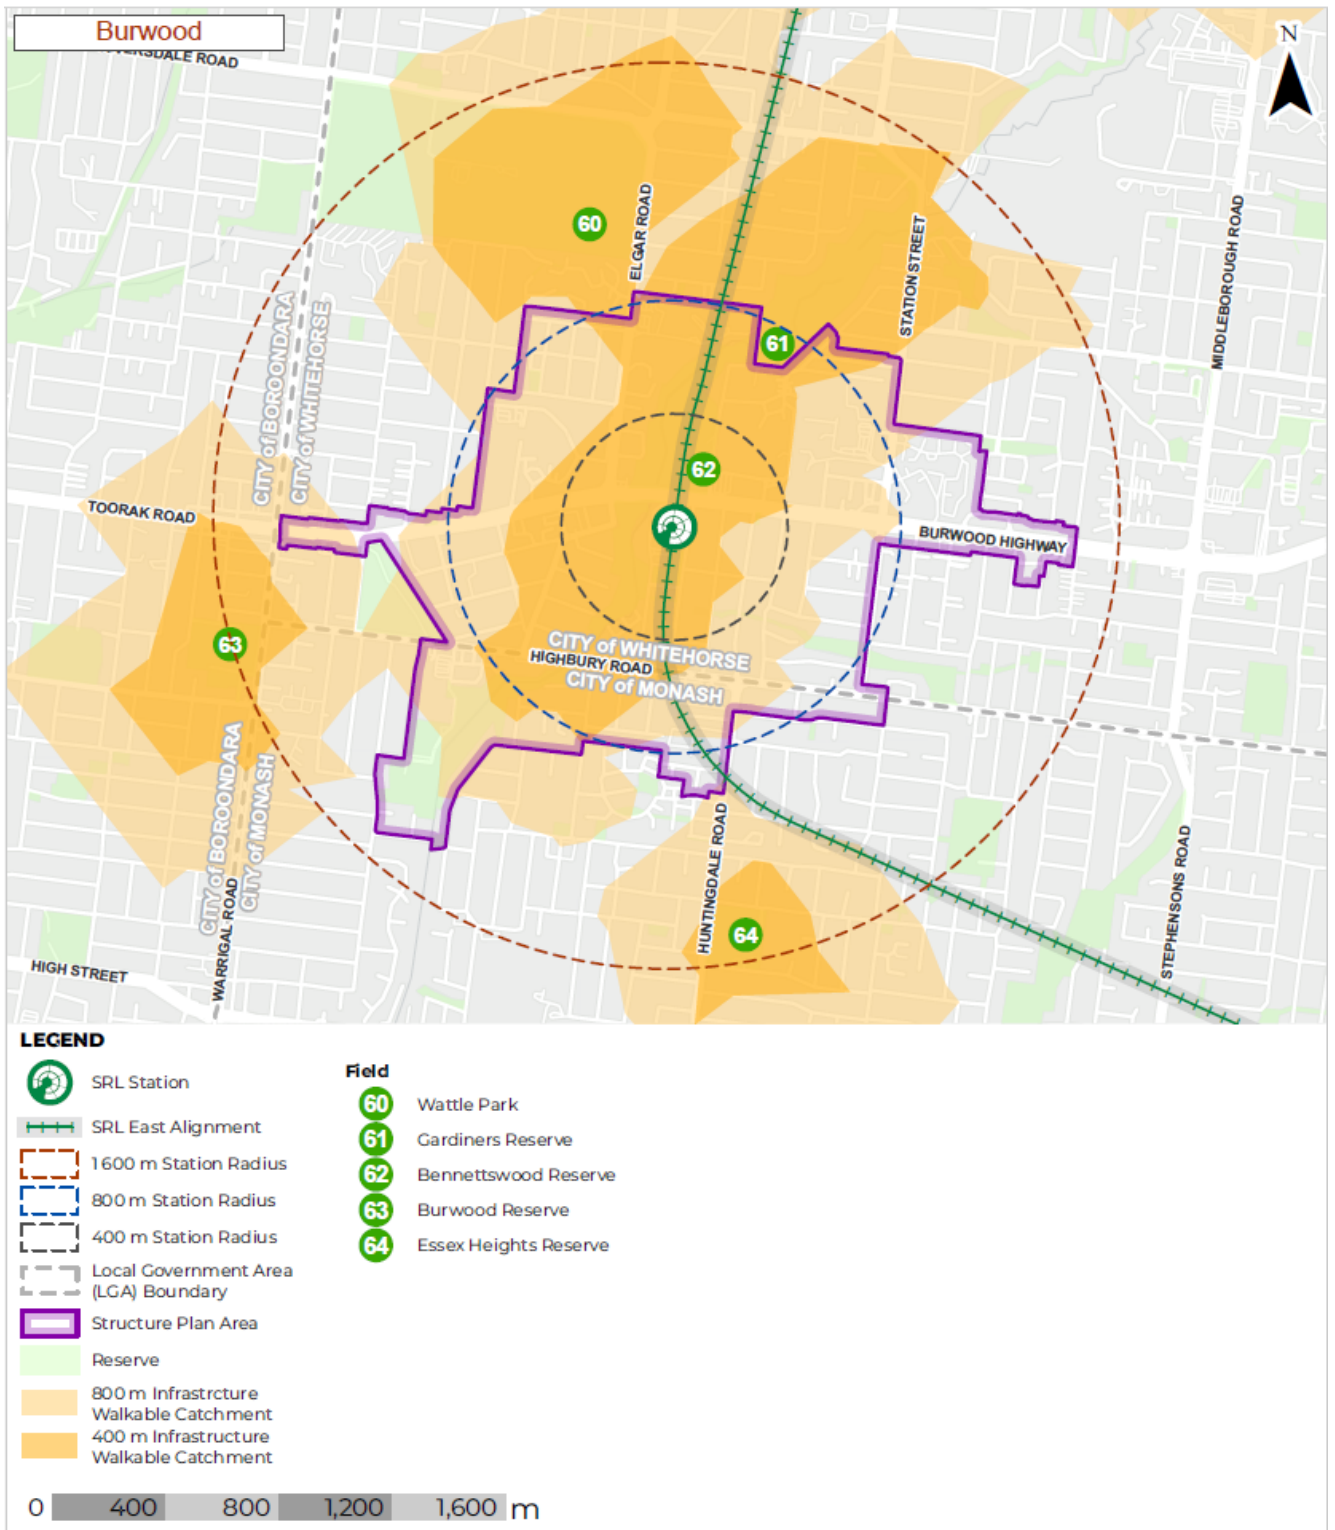 Burwood
N
ERSDALE ROAD
60
ELGAR ROAD
STATION STREET
MIDDLEBOROUGH ROAD
61
CITY of BOROONDARA
CITY of WHITEHORSE
62
TOORAK ROAD
BURWOOD HIGHWAY
63
CITY of WHITEHORSE
HIGHBURY ROAD
CITY of MONASH
CITY of BOROONDARA
CITY of MONASH
HUNTINGDALE ROAD
STEPHENSONS ROAD
64
WARRIGAL ROAD
HIGH STREET
LEGEND
SRL Station
SRL East Alignment
1600 m Station Radius
800 m Station Radius
400 m Station Radius
Local Government Area
(LGA) Boundary
Structure Plan Area
Reserve
800 m Infrastrcture
Walkable Catchment
400 m Infrastructure
Walkable Catchment
Field
60 Wattle Park
61 Gardiners Reserve
62 Bennettswood Reserve
63 Burwood Reserve
64 Essex Heights Reserve
0 400 800 1,200 1,600 m